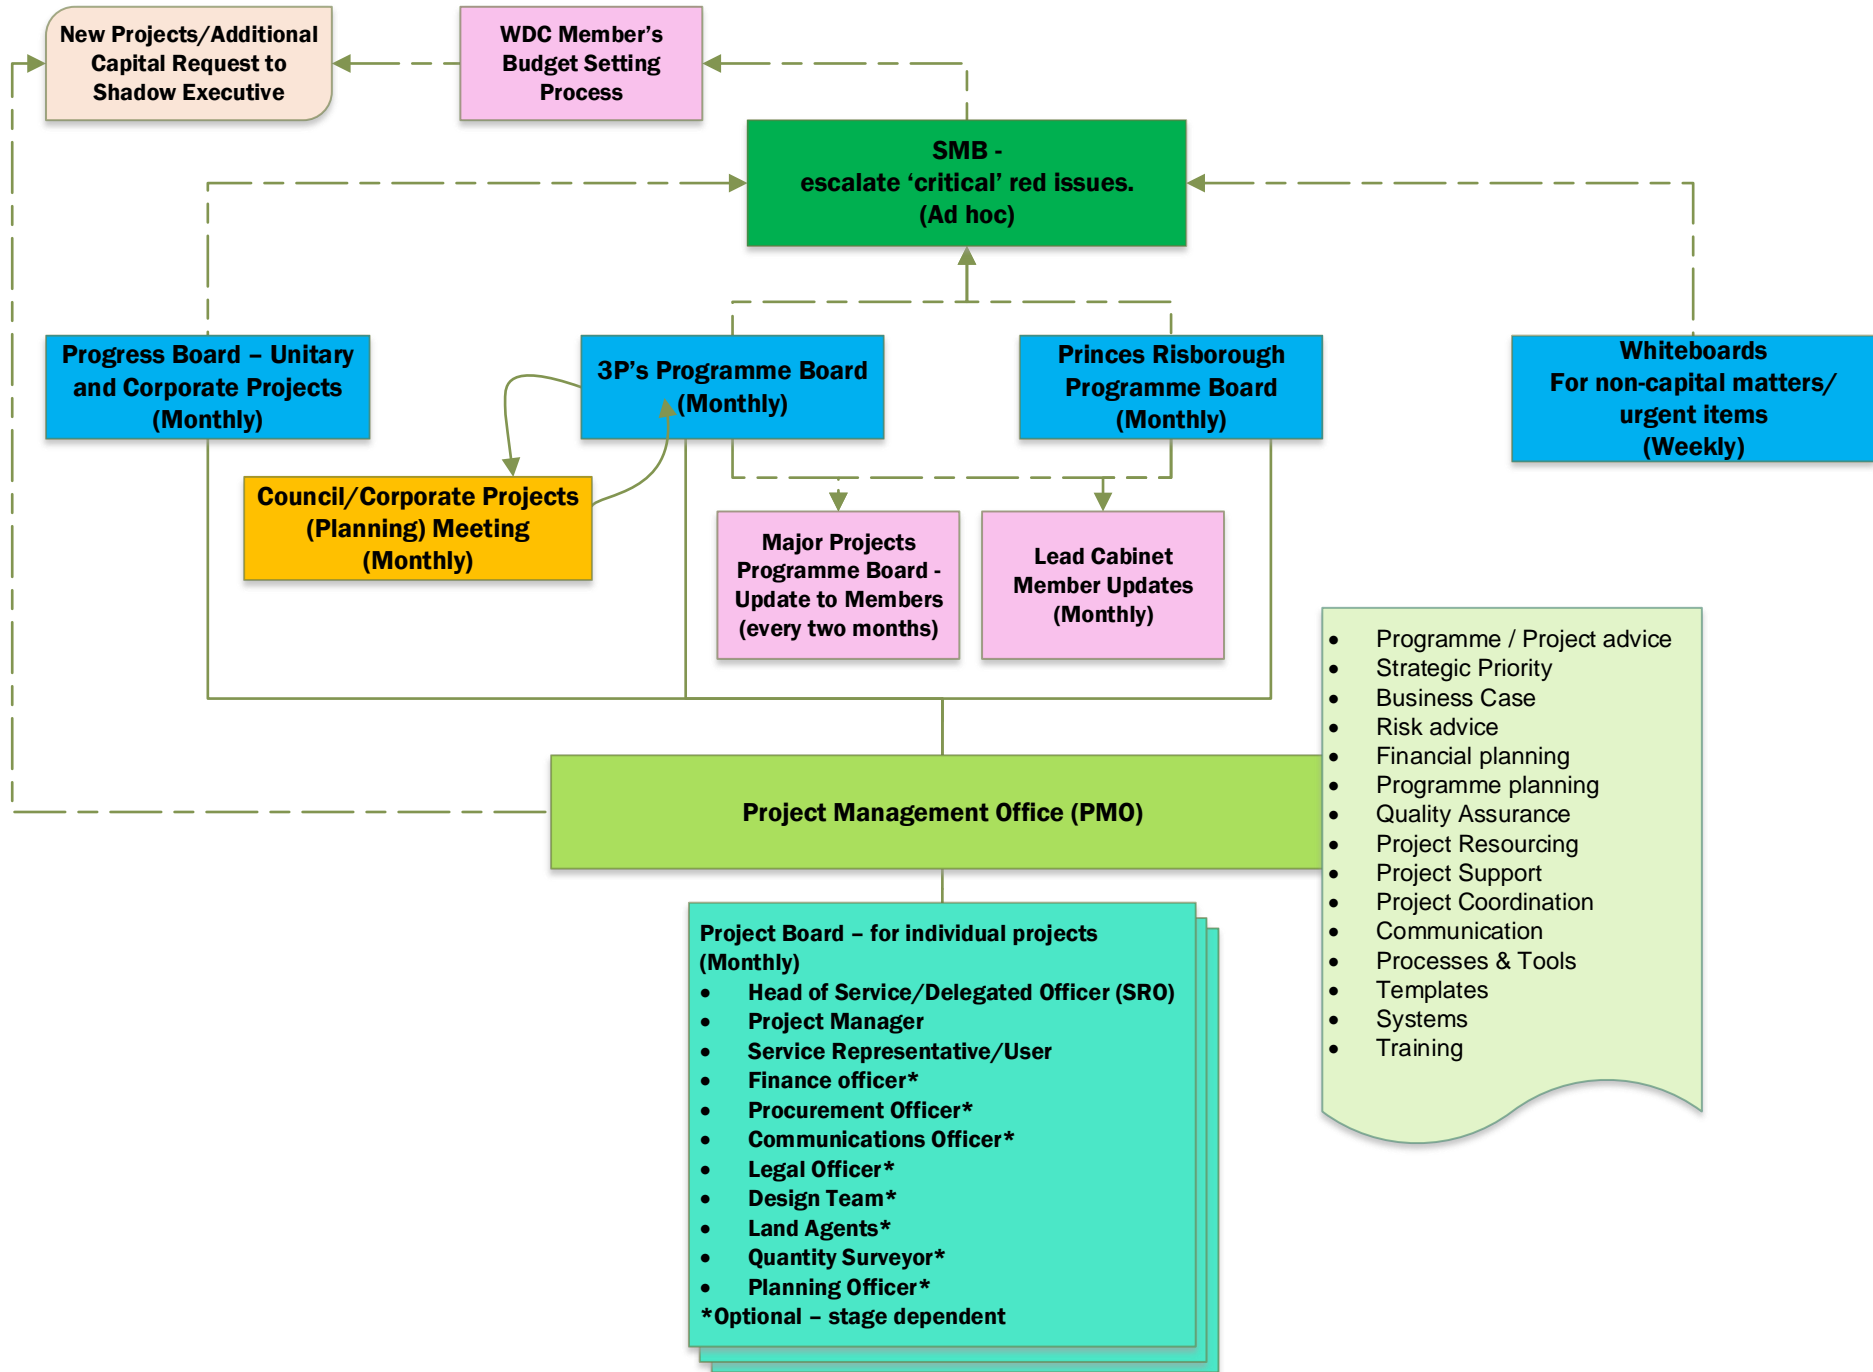 New Projects/Additional
Capital Request to
Shadow Executive
WDC Member’s
Budget Setting
Process
SMB -
escalate ‘critical’ red issues.
(Ad hoc)
Progress Board – Unitary
and Corporate Projects
(Monthly)
3P’s Programme Board
(Monthly)
Princes Risborough
Programme Board
(Monthly)
Whiteboards
For non-capital matters/
urgent items
(Weekly)
Council/Corporate Projects
(Planning) Meeting
(Monthly)
Major Projects
Programme Board -
Update to Members
(every two months)
Lead Cabinet
Member Updates
(Monthly)
• Programme / Project advice
• Strategic Priority
• Business Case
• Risk advice
• Financial planning
• Programme planning
• Quality Assurance
• Project Resourcing
• Project Support
• Project Coordination
• Communication
• Processes & Tools
• Templates
• Systems
• Training
Project Management Office (PMO)
Project Board – for individual projects
(Monthly)
• Head of Service/Delegated Officer (SRO)
• Project Manager
• Service Representative/User
• Finance officer*
• Procurement Officer*
• Communications Officer*
• Legal Officer*
• Design Team*
• Land Agents*
• Quantity Surveyor*
• Planning Officer*
*Optional – stage dependent